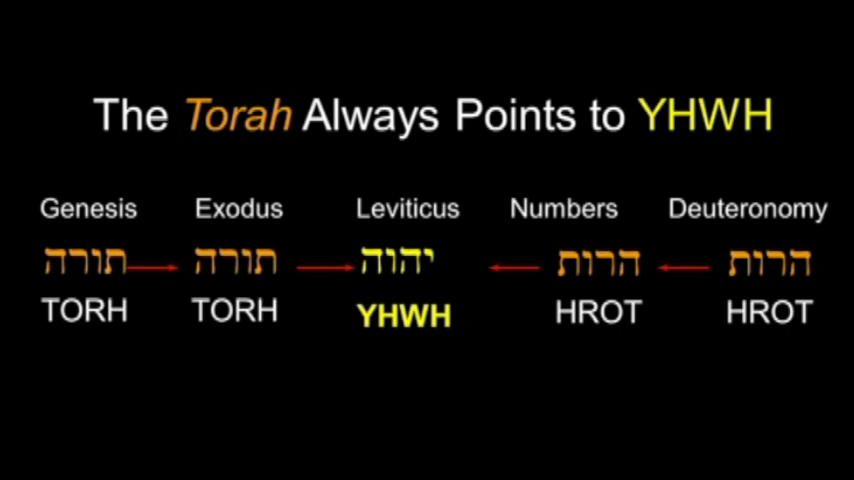 The Torah Always Points to YHWH
Genesis Exodus Leviticus Numbers Deuteronomy
תורה תורה יהוה הרות הרות
TORH TORH YHWH HROT HROT